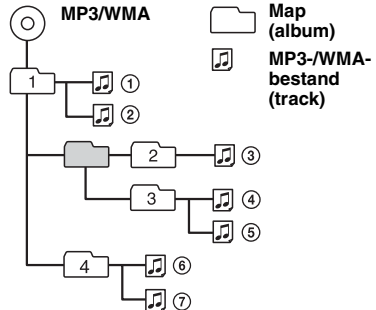 MP3/WMA
Map
(album)
MP3-/WMA-
bestand
(track)
1
①
②
2
③
3
④
⑤
4
⑥
⑦